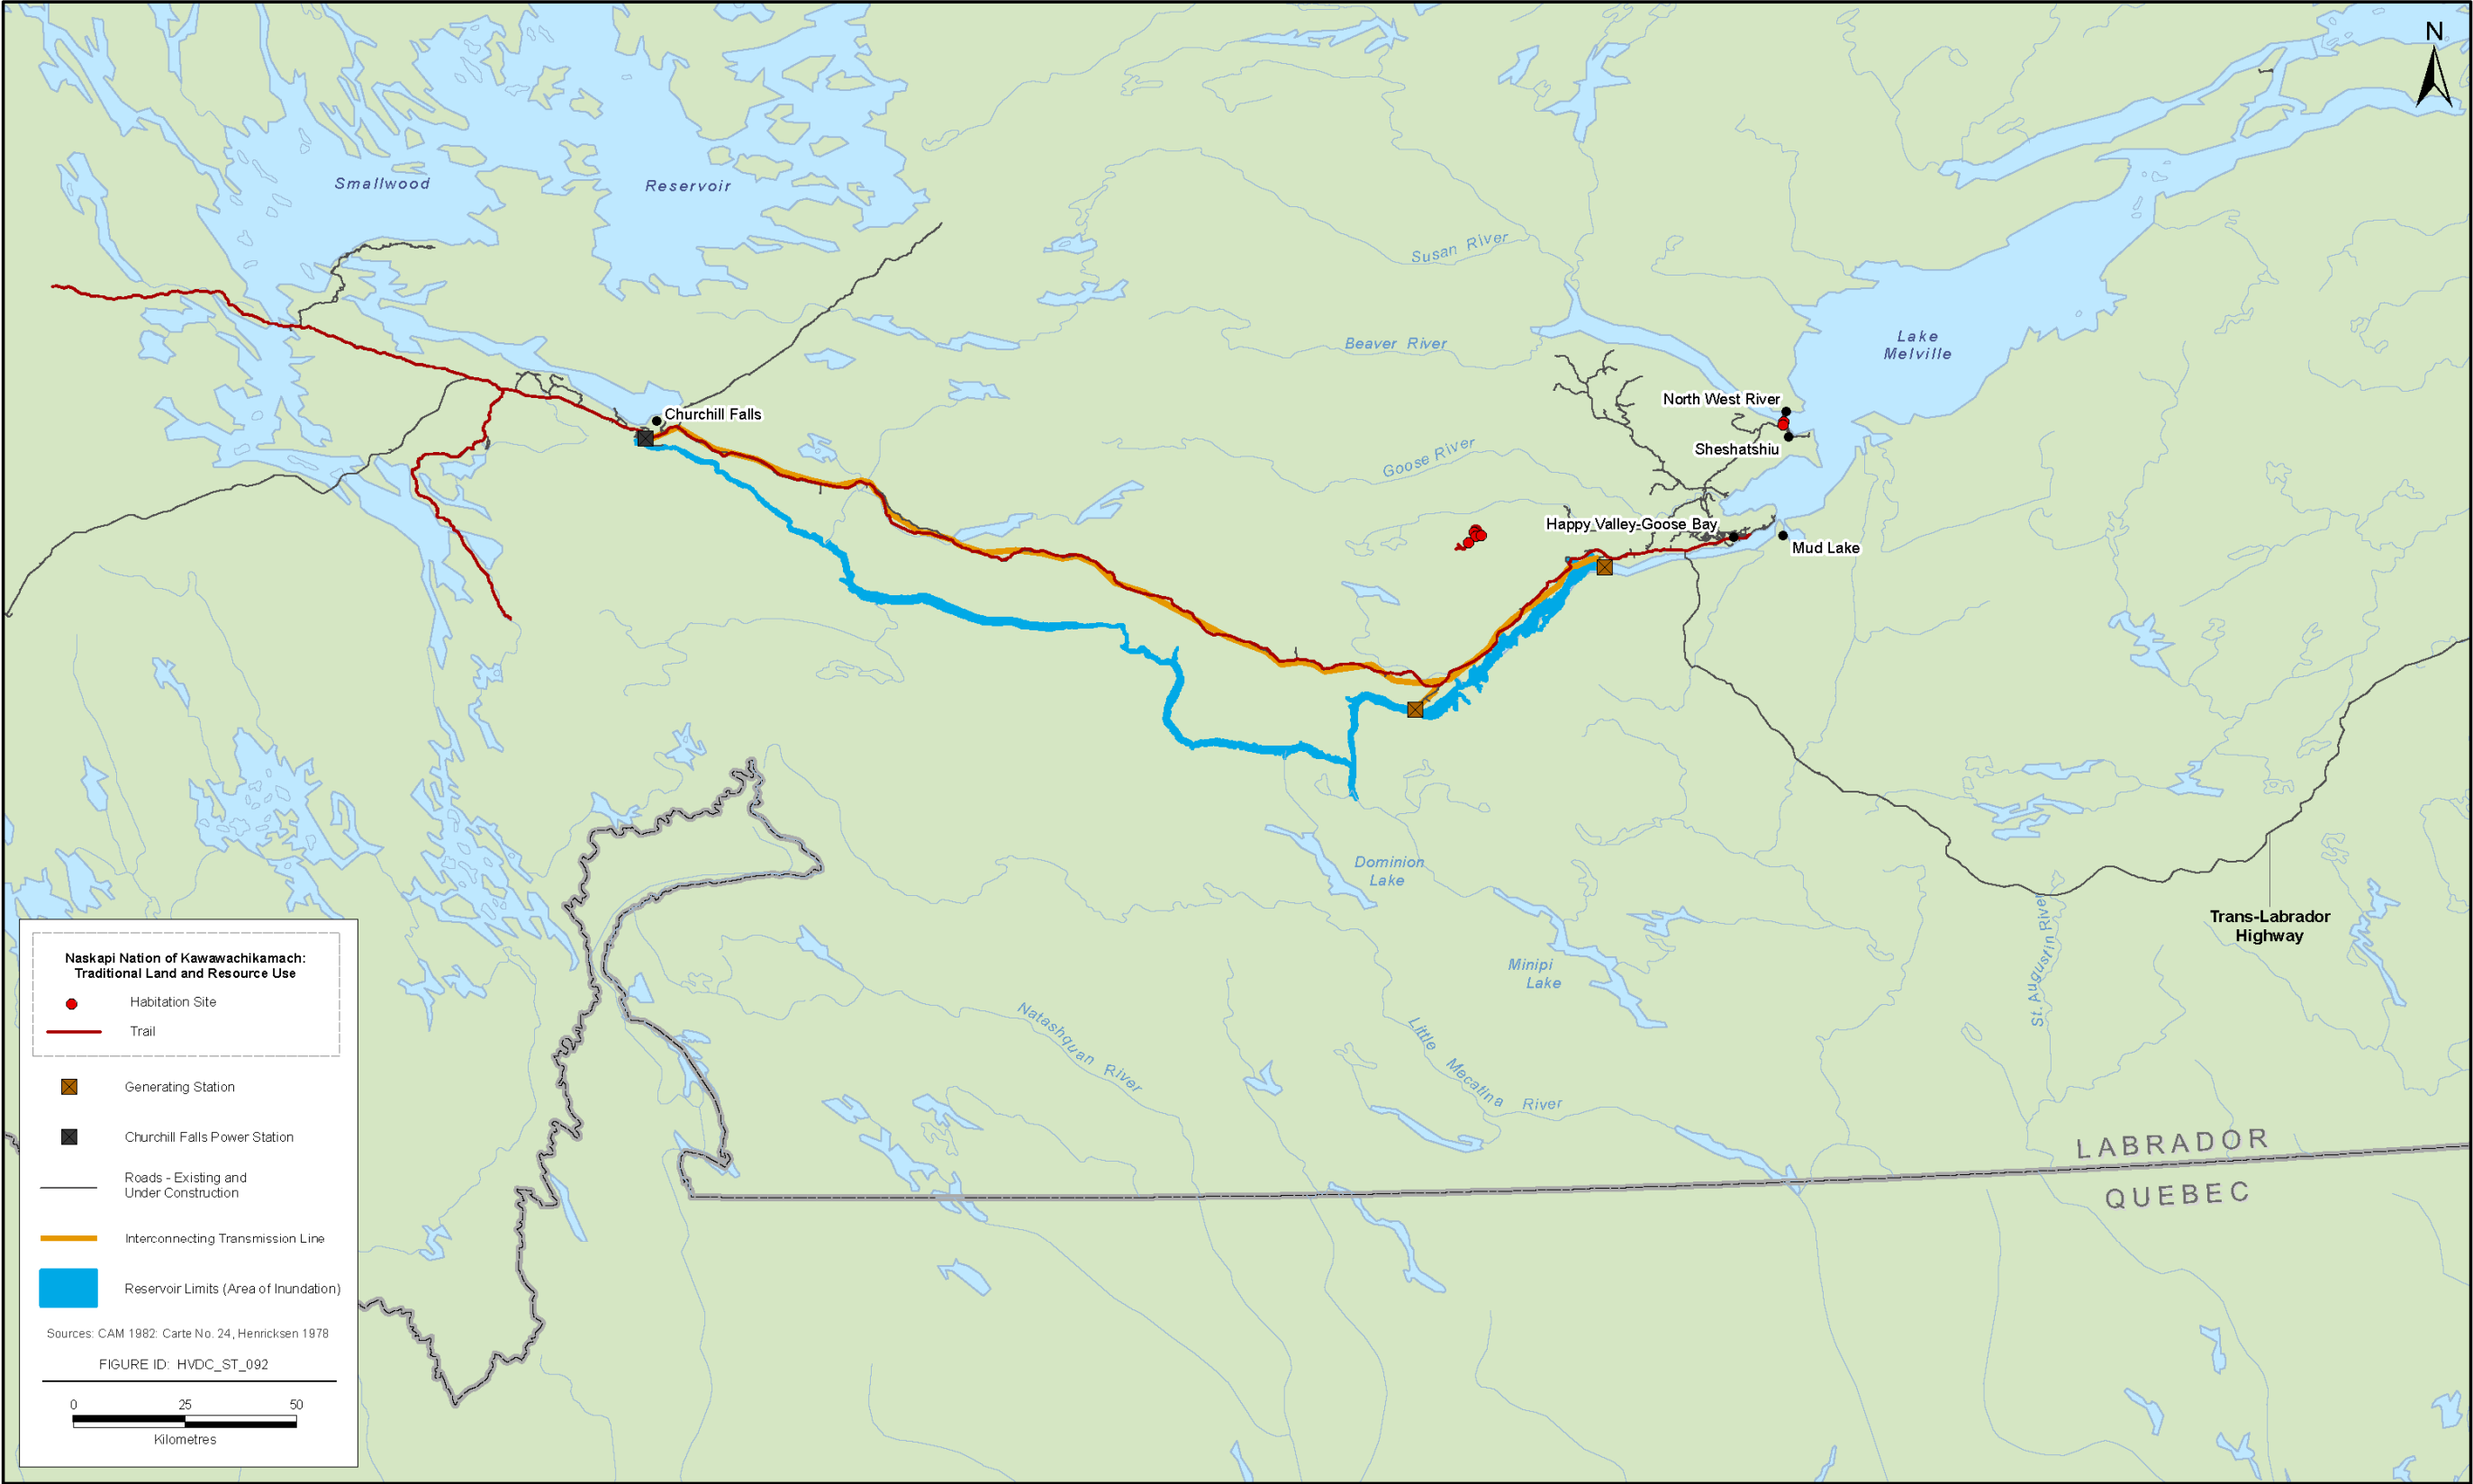 N
Smallwood
Reservoir
Susan River
Beaver River
Lake
Melville
North West River
Churchill Falls
Sheshatshiu
Goose River
Happy Valley-Goose Bay
Mud Lake
Dominion
Lake
Trans-Labrador
Highway
St. Augustin River
Minipi
Lake
Natashquan River
Little Mecatina River
LABRADOR
QUEBEC
Naskapi Nation of Kawawachikamach:
Traditional Land and Resource Use
Habitation Site
Trail
Generating Station
Churchill Falls Power Station
Roads - Existing and
Under Construction
Interconnecting Transmission Line
Reservoir Limits (Area of Inundation)
Sources: CAM 1982: Carte No. 24, Henricksen 1978
FIGURE ID: HVDC_ST_092
0 25 50
Kilometres